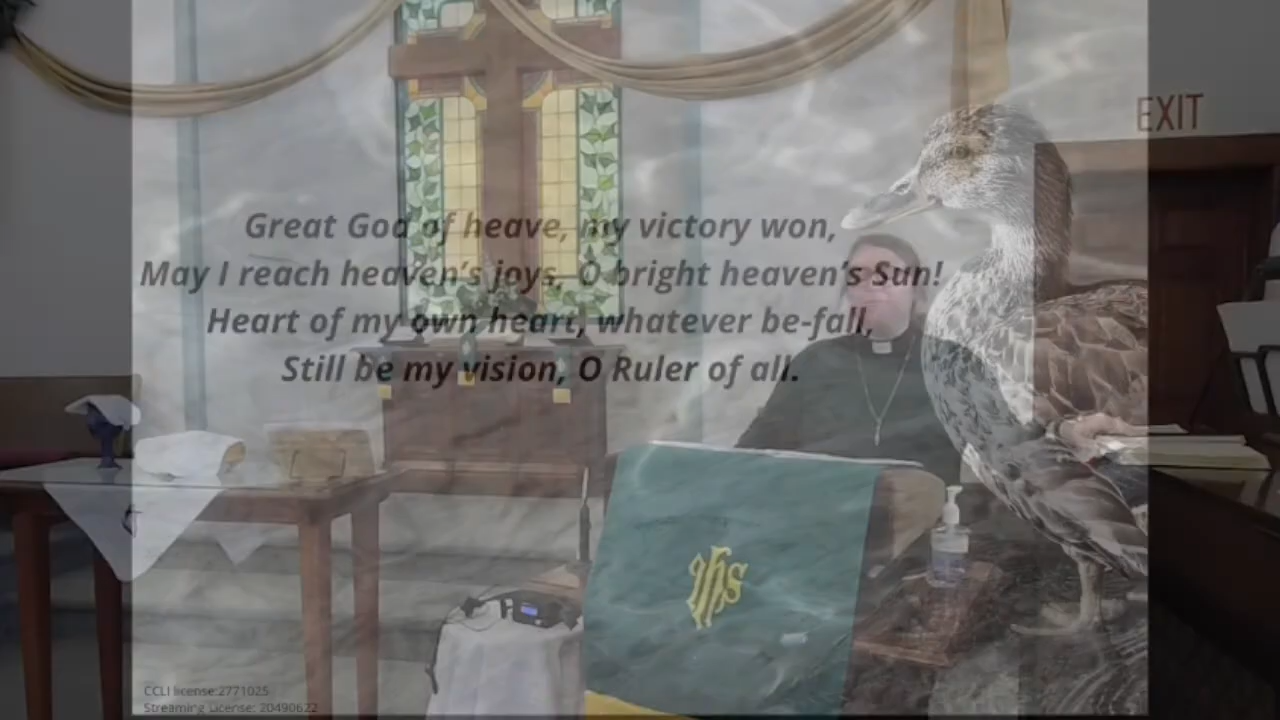 EXIT
Great God of heave, my victory won,
May I reach heaven's joys, O bright heaven's Sun!
Heart of my own heart, whatever be-fall,
Still be my vision, O Ruler of all.
ihs
CCLI license:2771025
Streaming License: 20490622